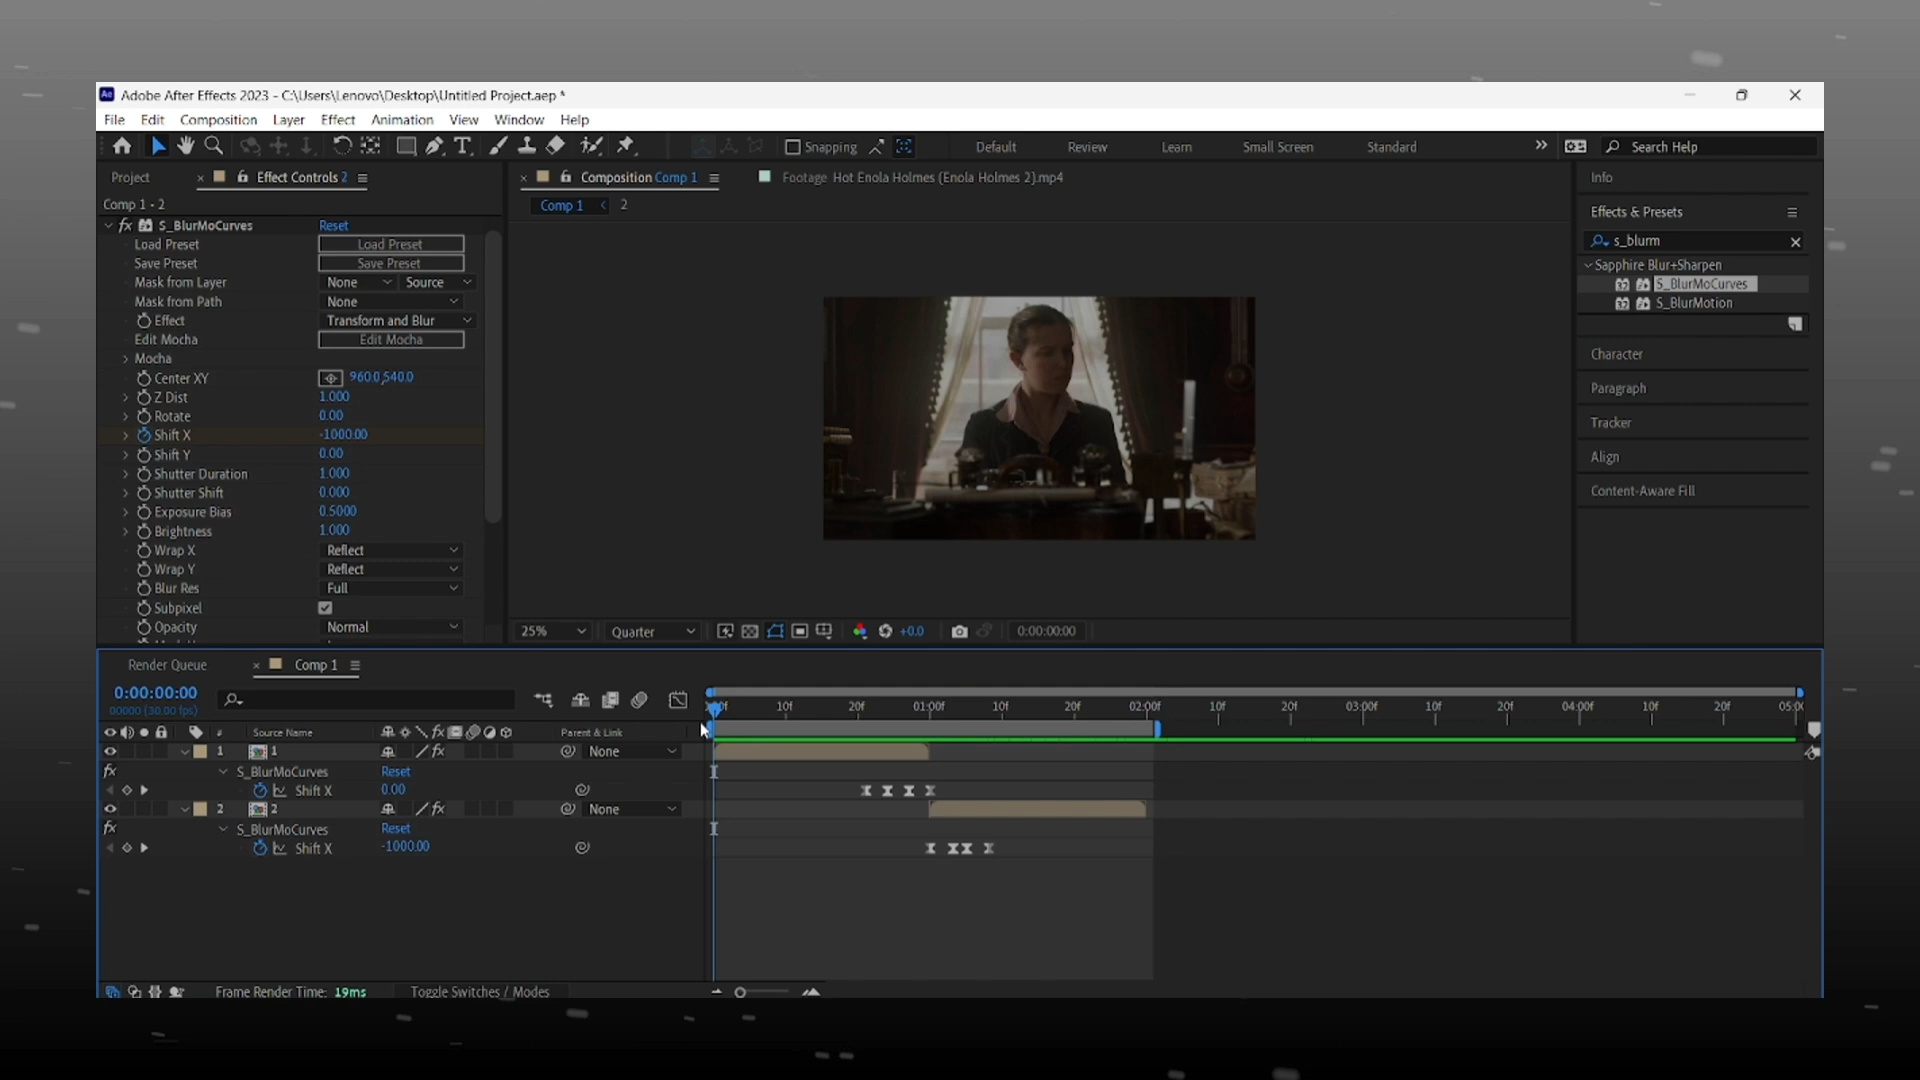 Adobe After Effects 2023 - C:\Users\Lenovo\Desktop\Untitled Project.aep *
File Edit Composition Layer Effect Animation View Window Help
Snapping Default Review Learn Small Screen Standard Search Help
Project Effect Controls 2
Composition Comp 1
Footage Hot Enola Holmes (Enola Holmes 2).mp4
Info
Comp 1 - 2
Comp 1 < 2
Effects & Presets
S_BlurMoCurves Reset
Load Preset Load Preset
Save Preset Save Preset
Mask from Layer None Source
Mask from Path None
Effect Transform and Blur
Edit Mocha Edit Mocha
Mocha
Center XY 960.0,540.0
Z Dist 1.000
Rotate 0.00
Shift X -1000.00
Shift Y 0.00
Shutter Duration 1.000
Shutter Shift 0.000
Exposure Bias 0.5000
Brightness 1.000
Wrap X Reflect
Wrap Y Reflect
Blur Res Full
Subpixel
Opacity Normal
s_blurm
Sapphire Blur+Sharpen
S_BlurMoCurves
S_BlurMotion
Character
Paragraph
Tracker
Align
Content-Aware Fill
25% Quarter +0.0 0:00:00:00
Render Queue Comp 1
0:00:00:00
00000 (30.00 fps)
10f 20f 01:00f 10f 20f 02:00f 10f 20f 03:00f 10f 20f 04:00f 10f 20f
# Source Name Parent & Link
1 1 None
S_BlurMoCurves Reset
Shift X 0.00
2 2 None
S_BlurMoCurves Reset
Shift X -1000.00
Frame Render Time: 19ms Toggle Switches / Modes